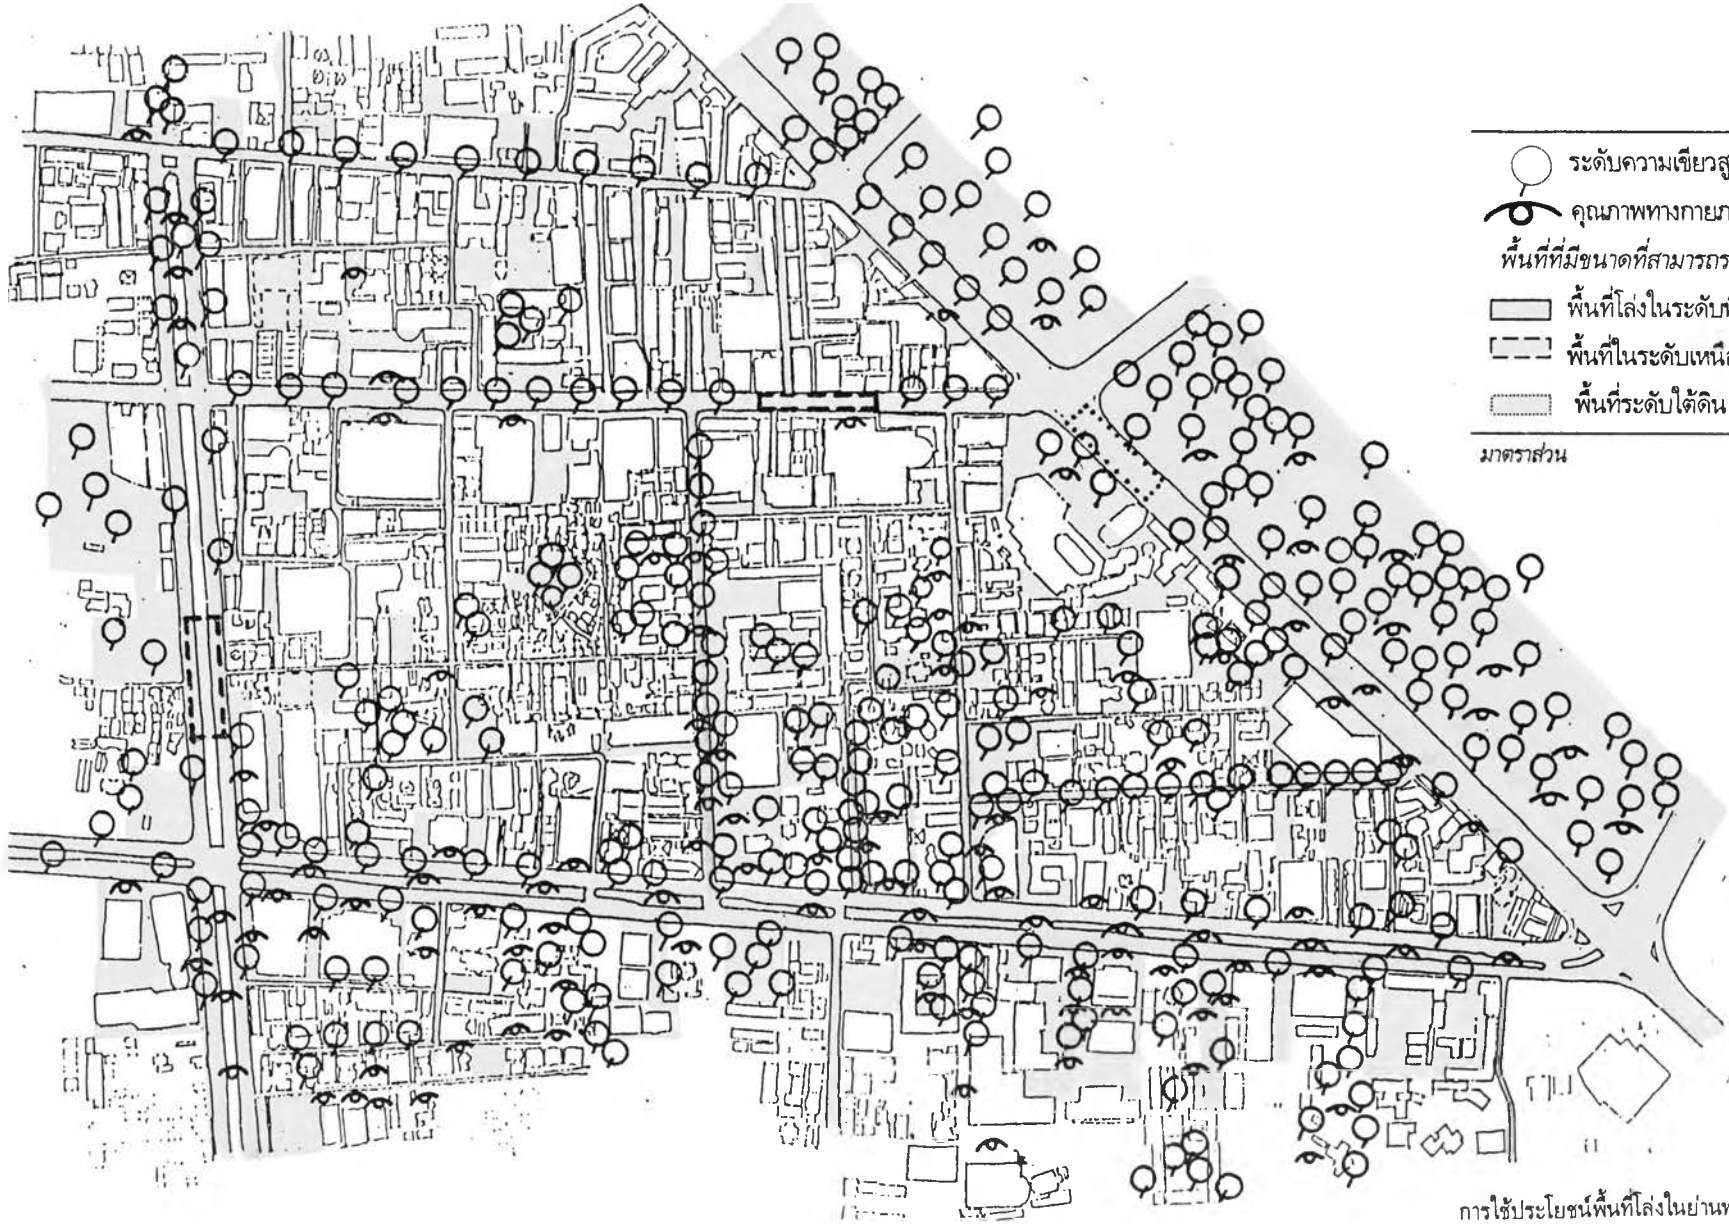 ระดับความเขียวสู
คุณภาพทางกายภ
พื้นที่ที่มีขนาดที่สามารถร
พื้นที่โล่งในระดับพ
พื้นที่ในระดับเหนือ
พื้นที่ระดับใต้ดิน
มาตราส่วน
การใช้ประโยชน์พื้นที่โล่งในย่านพ